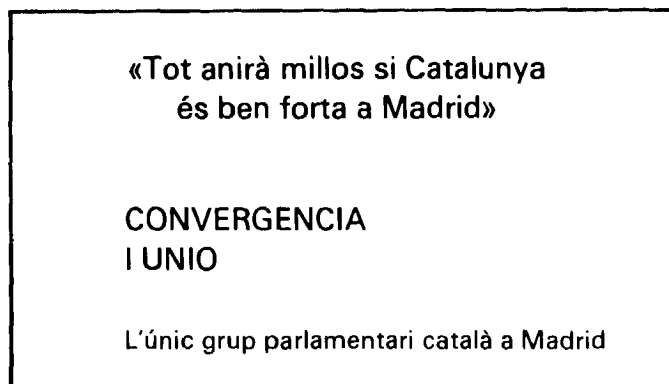 «Tot anirà millos si Catalunya
és ben forta a Madrid»
CONVERGENCIA
I UNIO
L'únic grup parlamentari català a Madrid